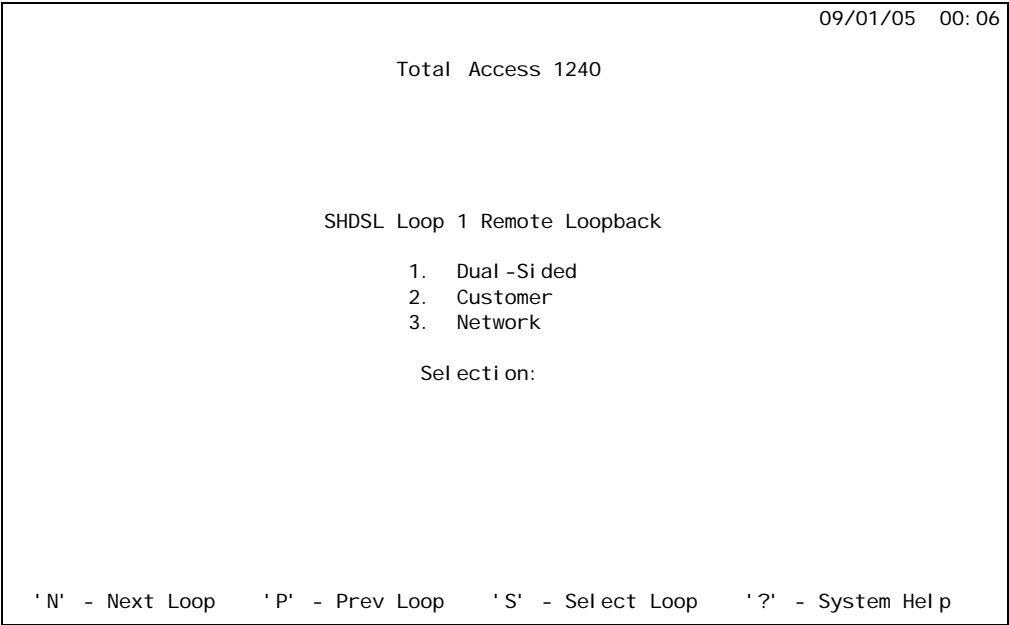 09/01/05 00:06
Total Access 1240
SHDSL Loop 1 Remote Loopback
1. Dual-Sided
2. Customer
3. Network
Selection:
'N' - Next Loop 'P' - Prev Loop 'S' - Select Loop '?' - System Help